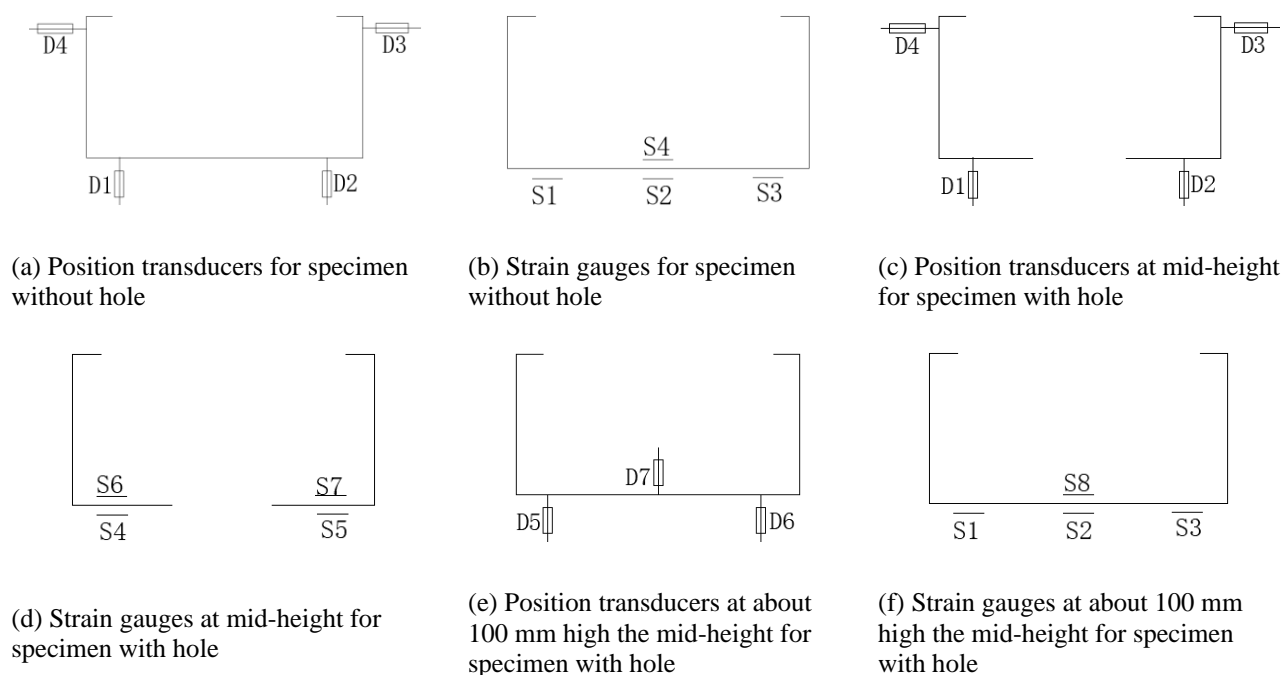 D4
D3
D1
D2
S4
S1
S2
S3
D4
D3
D1
D2
(a) Position transducers for specimen
without hole
(b) Strain gauges for specimen
without hole
(c) Position transducers at mid-height
for specimen with hole
S6
S7
S4
S5
D7
D5
D6
S8
S1
S2
S3
(d) Strain gauges at mid-height for
specimen with hole
(e) Position transducers at about
100 mm high the mid-height for
specimen with hole
(f) Strain gauges at about 100 mm
high the mid-height for specimen
with hole